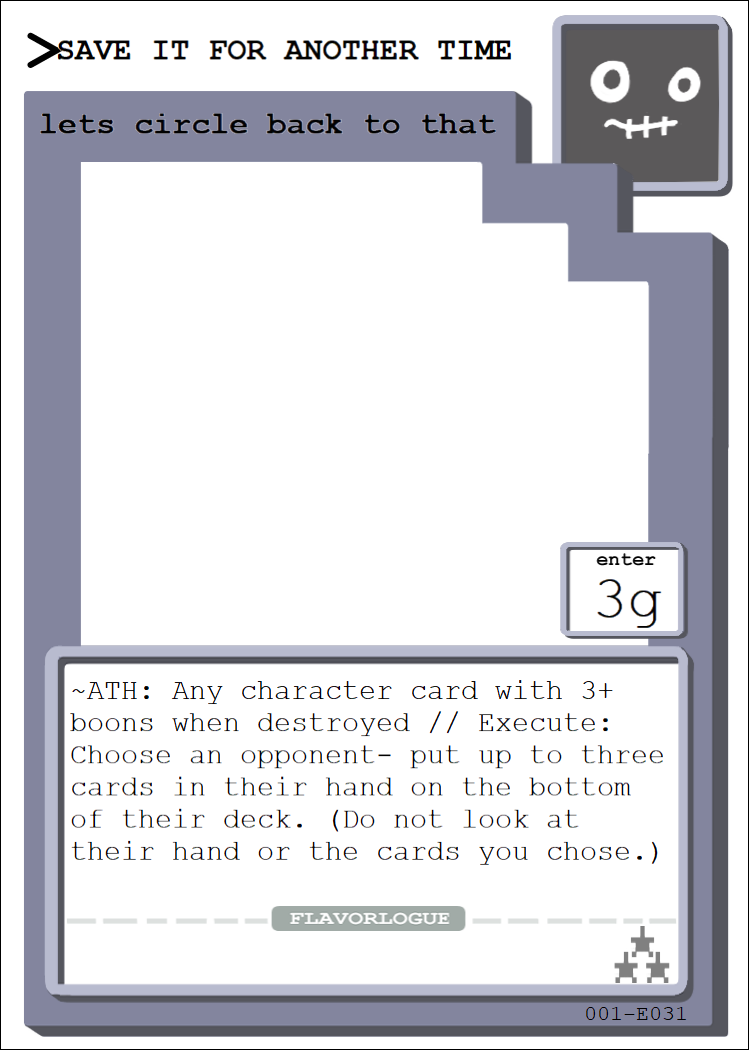 >SAVE IT FOR ANOTHER TIME
lets circle back to that
enter
3g
~ATH: Any character card with 3+
boons when destroyed // Execute:
Choose an opponent- put up to three
cards in their hand on the bottom
of their deck. (Do not look at
their hand or the cards you chose.)
FLAVORLOGUE
001-E031